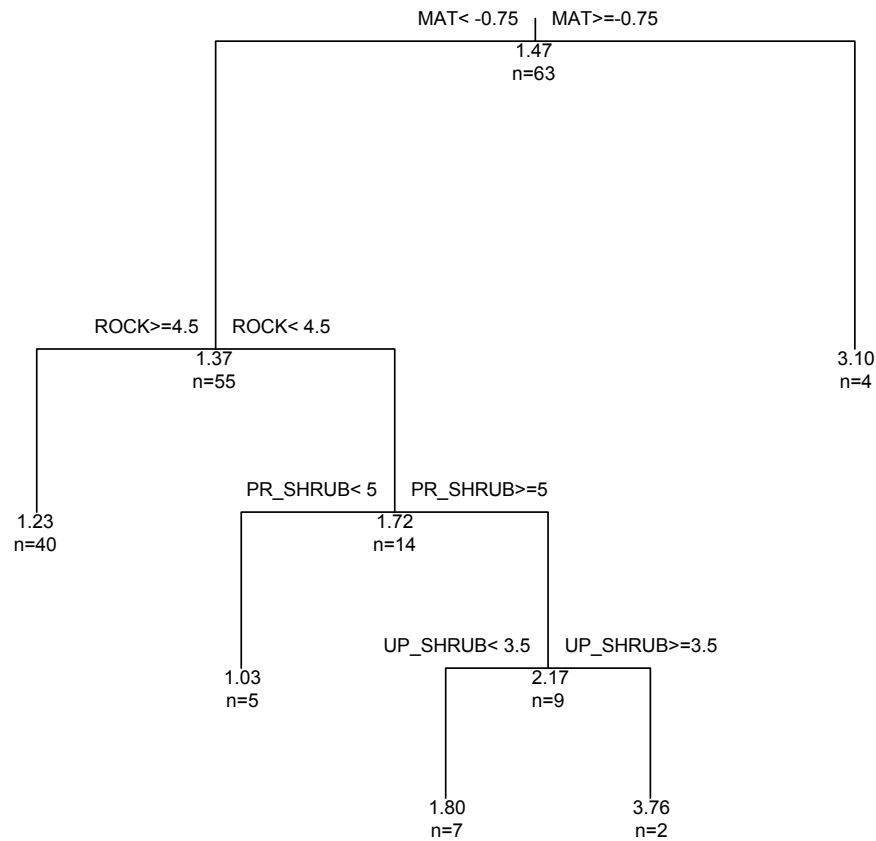 MAT< -0.75 MAT>=-0.75
1.47
n=63
ROCK>=4.5 ROCK< 4.5
1.37
n=55
3.10
n=4
PR_SHRUB< 5 PR_SHRUB>=5
1.23
n=40
1.72
n=14
UP_SHRUB< 3.5 UP_SHRUB>=3.5
1.03
n=5
2.17
n=9
1.80
n=7
3.76
n=2